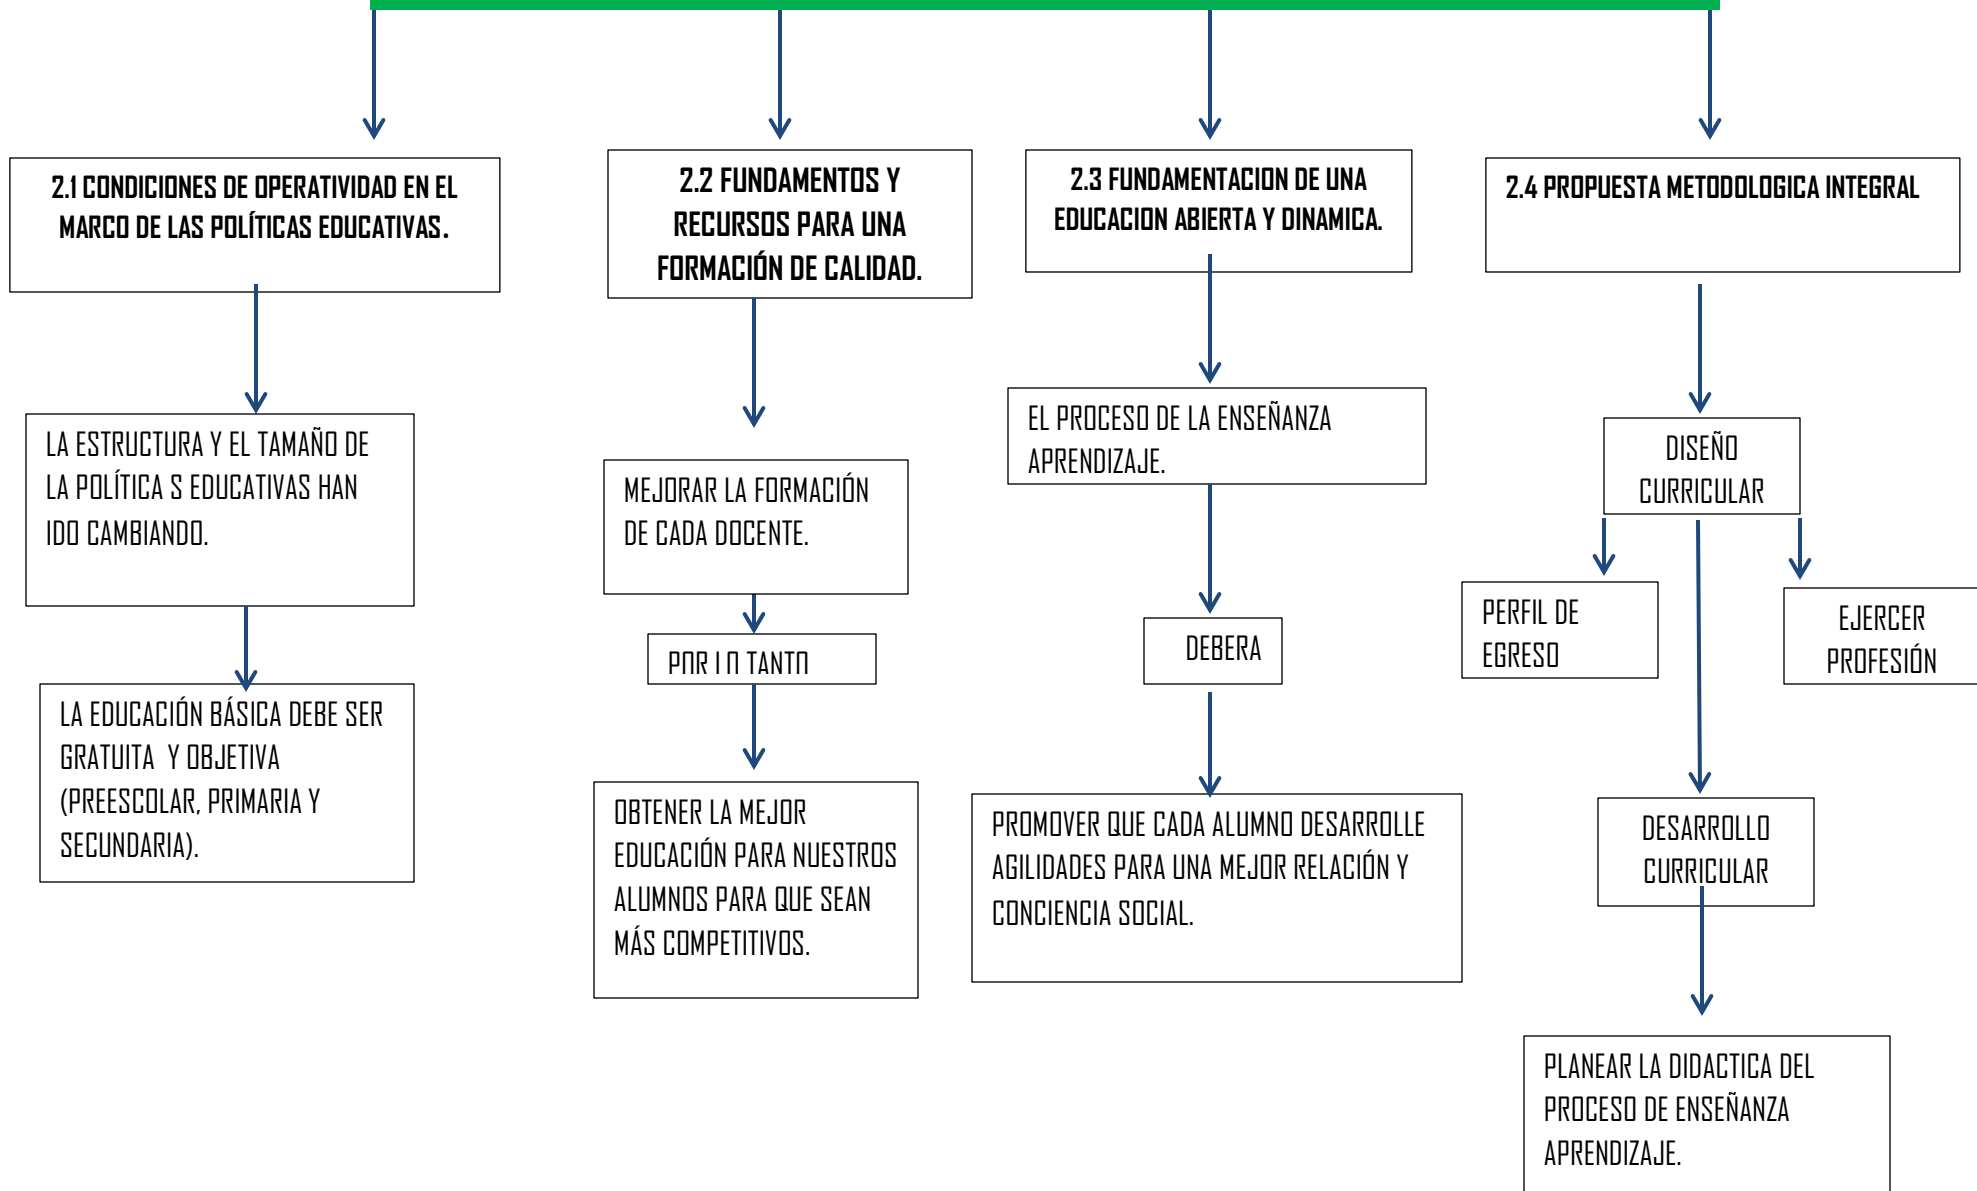 2.1 CONDICIONES DE OPERATIVIDAD EN EL
MARCO DE LAS POLÍTICAS EDUCATIVAS.
LA ESTRUCTURA Y EL TAMAÑO DE
LA POLÍTICA S EDUCATIVAS HAN
IDO CAMBIANDO.
LA EDUCACIÓN BÁSICA DEBE SER
GRATUITA Y OBJETIVA
(PREESCOLAR, PRIMARIA Y
SECUNDARIA).
2.2 FUNDAMENTOS Y
RECURSOS PARA UNA
FORMACIÓN DE CALIDAD.
MEJORAR LA FORMACIÓN
DE CADA DOCENTE.
POR LO TANTO
OBTENER LA MEJOR
EDUCACIÓN PARA NUESTROS
ALUMNOS PARA QUE SEAN
MÁS COMPETITIVOS.
2.3 FUNDAMENTACION DE UNA
EDUCACION ABIERTA Y DINAMICA.
EL PROCESO DE LA ENSEÑANZA
APRENDIZAJE.
DEBERA
PROMOVER QUE CADA ALUMNO DESARROLLE
AGILIDADES PARA UNA MEJOR RELACIÓN Y
CONCIENCIA SOCIAL.
2.4 PROPUESTA METODOLOGICA INTEGRAL
DISEÑO
CURRICULAR
PERFIL DE
EGRESO
EJERCER
PROFESIÓN
DESARROLLO
CURRICULAR
PLANEAR LA DIDACTICA DEL
PROCESO DE ENSEÑANZA
APRENDIZAJE.